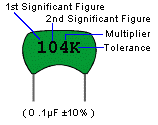 1st Significant Figure
2nd Significant Figure
Multiplier
104K
Tolerance
(0 .1µF ±10% )